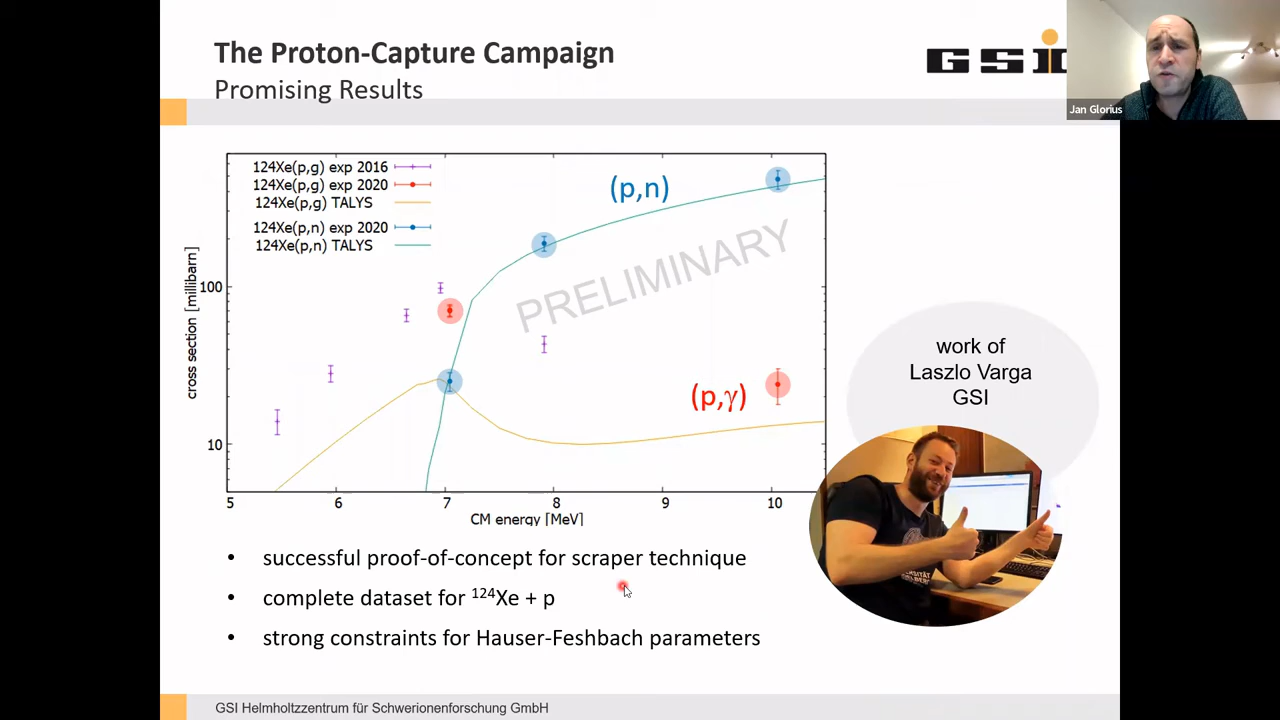 The Proton-Capture Campaign
Promising Results
GSI
Jan Glorius
124Xe(p,g) exp 2016
124Xe(p,g) exp 2020
124Xe(p,g) TALYS
124Xe(p,n) exp 2020
124Xe(p,n) TALYS
(p,n)
PRELIMINARY
(p,γ)
cross section [millibarn]
100
10
5 6 7 8 9 10
CM energy [MeV]
work of
Laszlo Varga
GSI
• successful proof-of-concept for scraper technique
• complete dataset for ¹²⁴Xe + p
• strong constraints for Hauser-Feshbach parameters
GSI Helmholtzzentrum für Schwerionenforschung GmbH